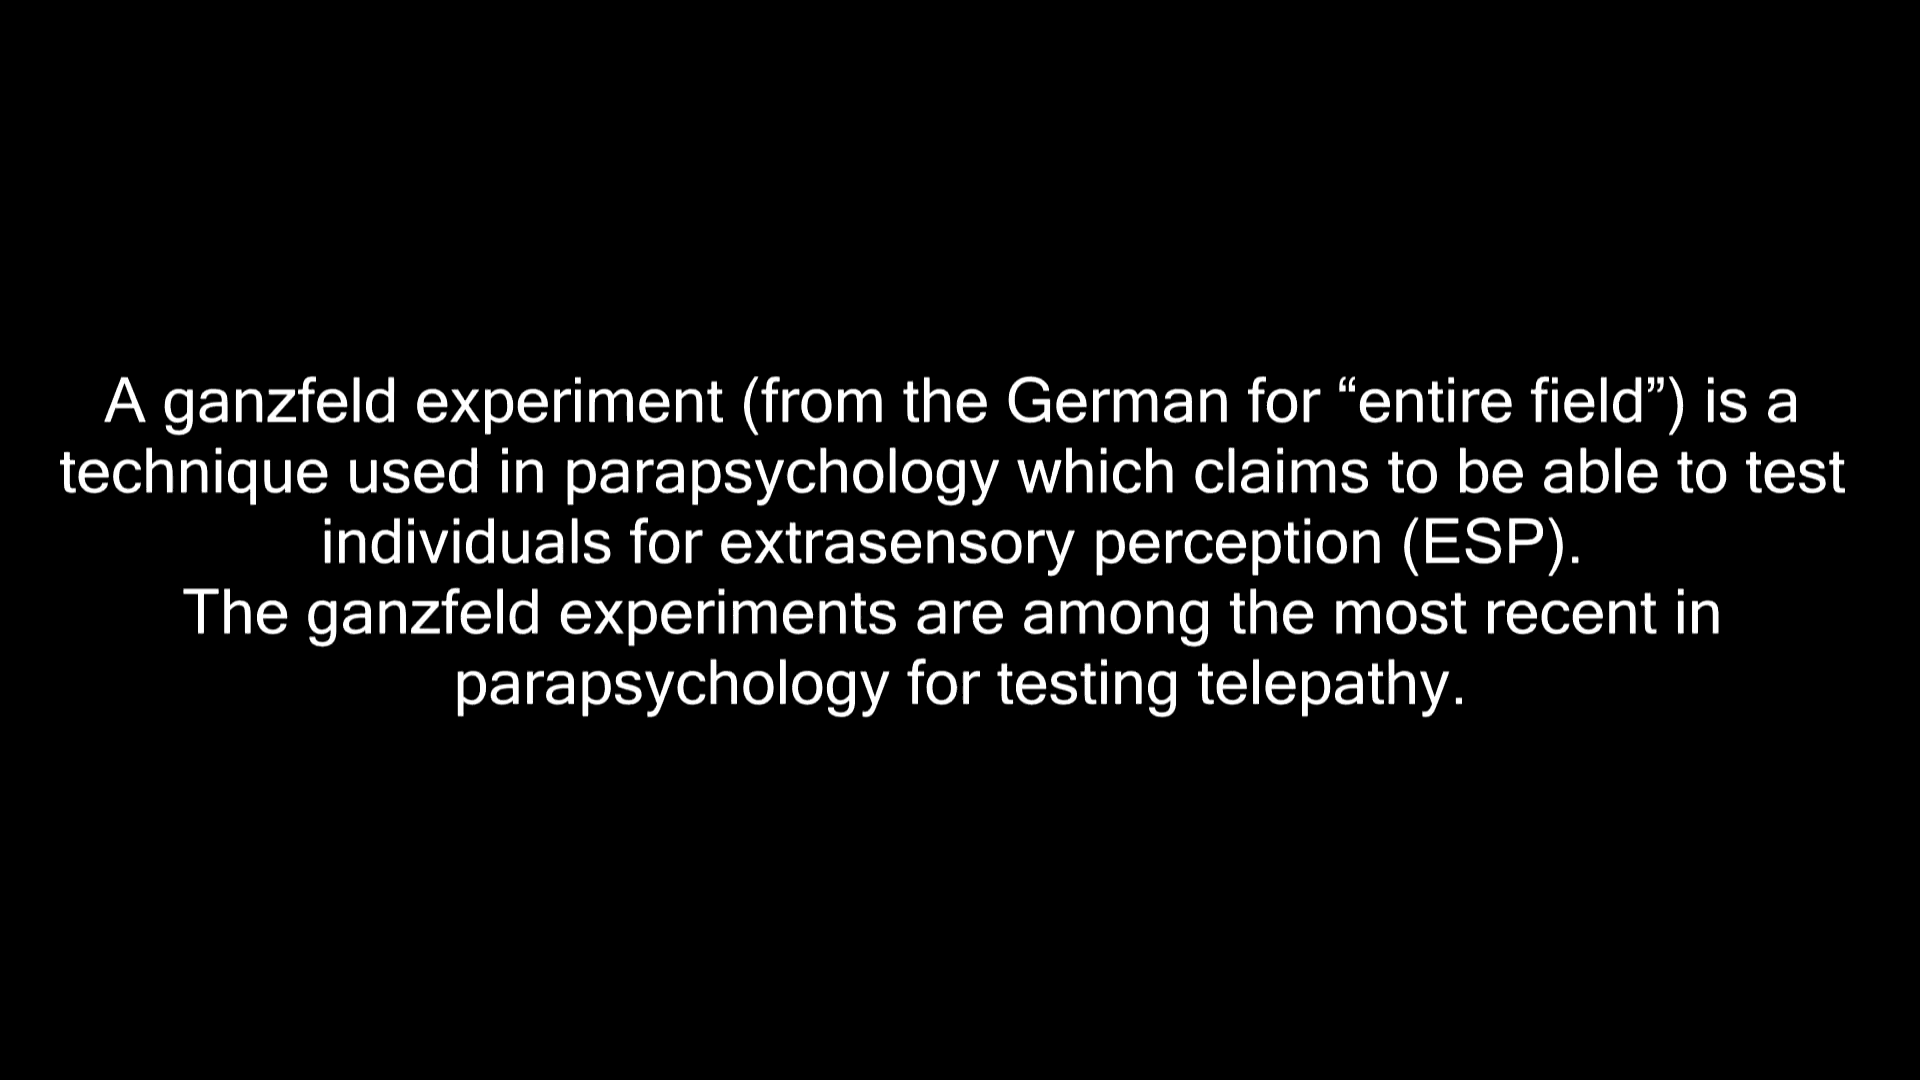 A ganzfeld experiment (from the German for “entire field”) is a
technique used in parapsychology which claims to be able to test
individuals for extrasensory perception (ESP).
The ganzfeld experiments are among the most recent in
parapsychology for testing telepathy.